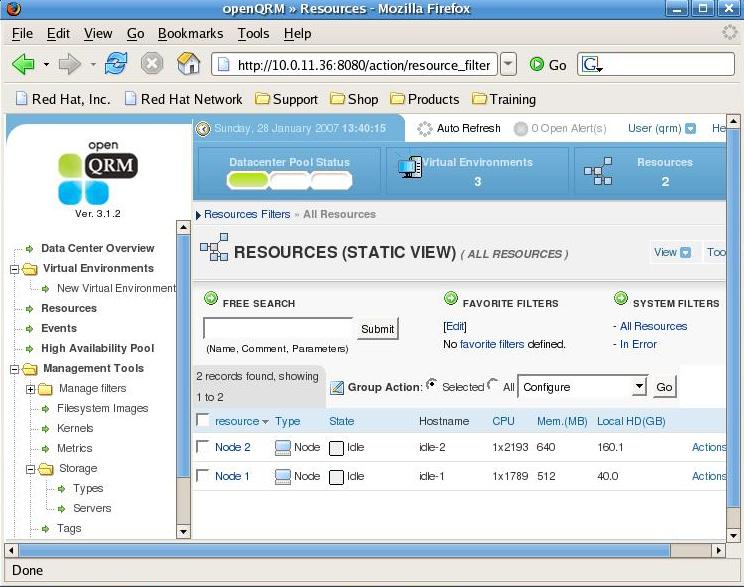 openQRM » Resources - Mozilla Firefox
File Edit View Go Bookmarks Tools Help
http://10.0.11.36:8080/action/resource_filter Go G
Red Hat, Inc. Red Hat Network Support Shop Products Training
Sunday, 28 January 2007 13:40:15 Auto Refresh 0 Open Alert(s) User (qrm) He
open
QRM
Ver. 3.1.2
Datacenter Pool Status
Virtual Environments
3
Resources
2
Data Center Overview
Virtual Environments
New Virtual Environment
Resources
Events
High Availability Pool
Management Tools
Manage filters
Filesystem Images
Kernels
Metrics
Storage
Types
Servers
Tags
Resources Filters » All Resources
RESOURCES (STATIC VIEW) ( ALL RESOURCES ) View Too
FREE SEARCH
Submit
(Name, Comment, Parameters)
FAVORITE FILTERS
[Edit]
No favorite filters defined.
SYSTEM FILTERS
- All Resources
- In Error
2 records found, showing
1 to 2
Group Action: Selected All Configure Go
resource Type State Hostname CPU Mem.(MB) Local HD(GB)
Node 2 Node Idle idle-2 1x2193 640 160.1 Actions
Node 1 Node Idle idle-1 1x1789 512 40.0 Actions
Done